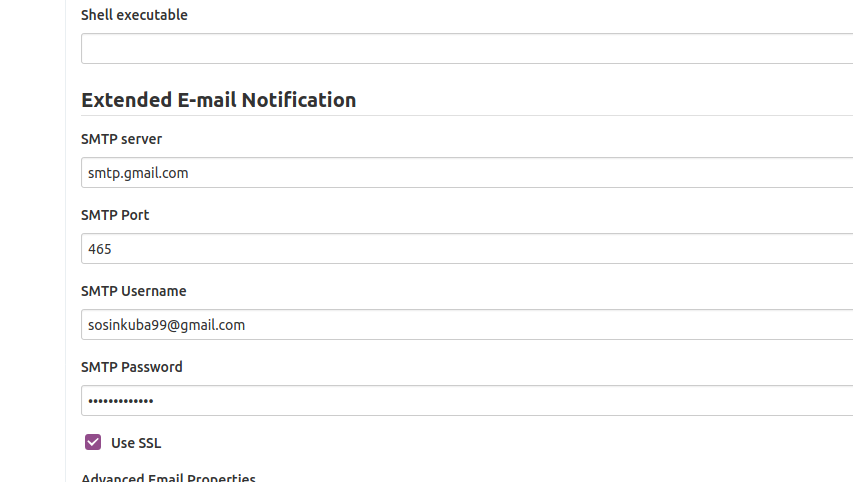 Shell executable
Extended E-mail Notification
SMTP server
smtp.gmail.com
SMTP Port
465
SMTP Username
sosinkuba99@gmail.com
SMTP Password
•••••••••••••
Use SSL
Advanced Email Properties